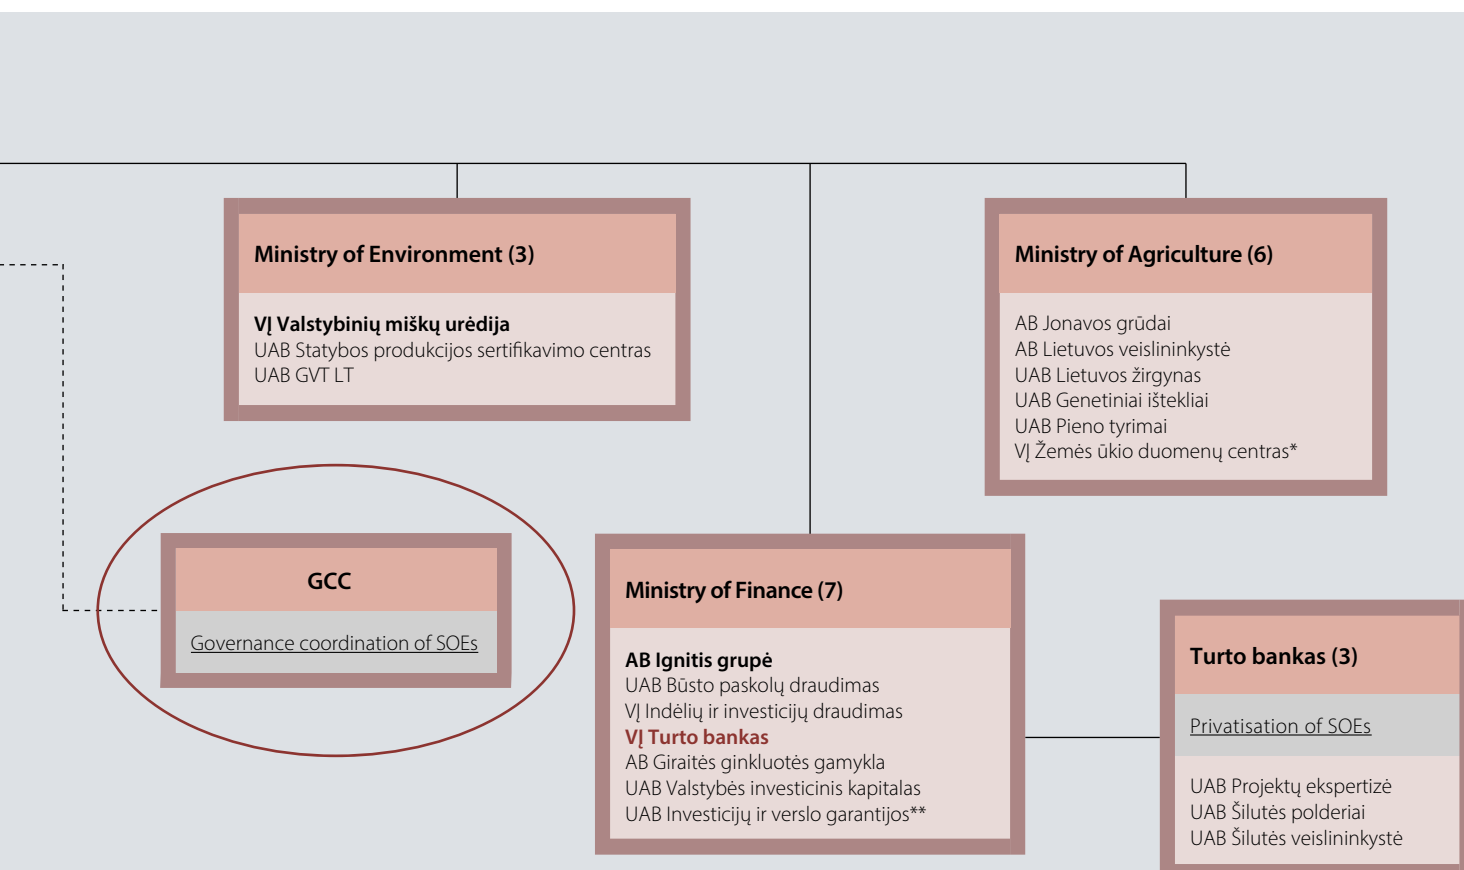 Ministry of Environment (3)
VĮ Valstybinių miškų urėdija
UAB Statybos produkcijos sertifikavimo centras
UAB GVT LT
Ministry of Agriculture (6)
AB Jonavos grūdai
AB Lietuvos veislininkystė
UAB Lietuvos žirgynas
UAB Genetiniai ištekliai
UAB Pieno tyrimai
VĮ Žemės ūkio duomenų centras*
GCC
Governance coordination of SOEs
Ministry of Finance (7)
AB Ignitis grupė
UAB Būsto paskolų draudimas
VĮ Indėlių ir investicijų draudimas
VĮ Turto bankas
AB Giraitės ginkluotės gamykla
UAB Valstybės investicinis kapitalas
UAB Investicijų ir verslo garantijos**
Turto bankas (3)
Privatisation of SOEs
UAB Projektų ekspertizė
UAB Šilutės polderiai
UAB Šilutės veislininkystė